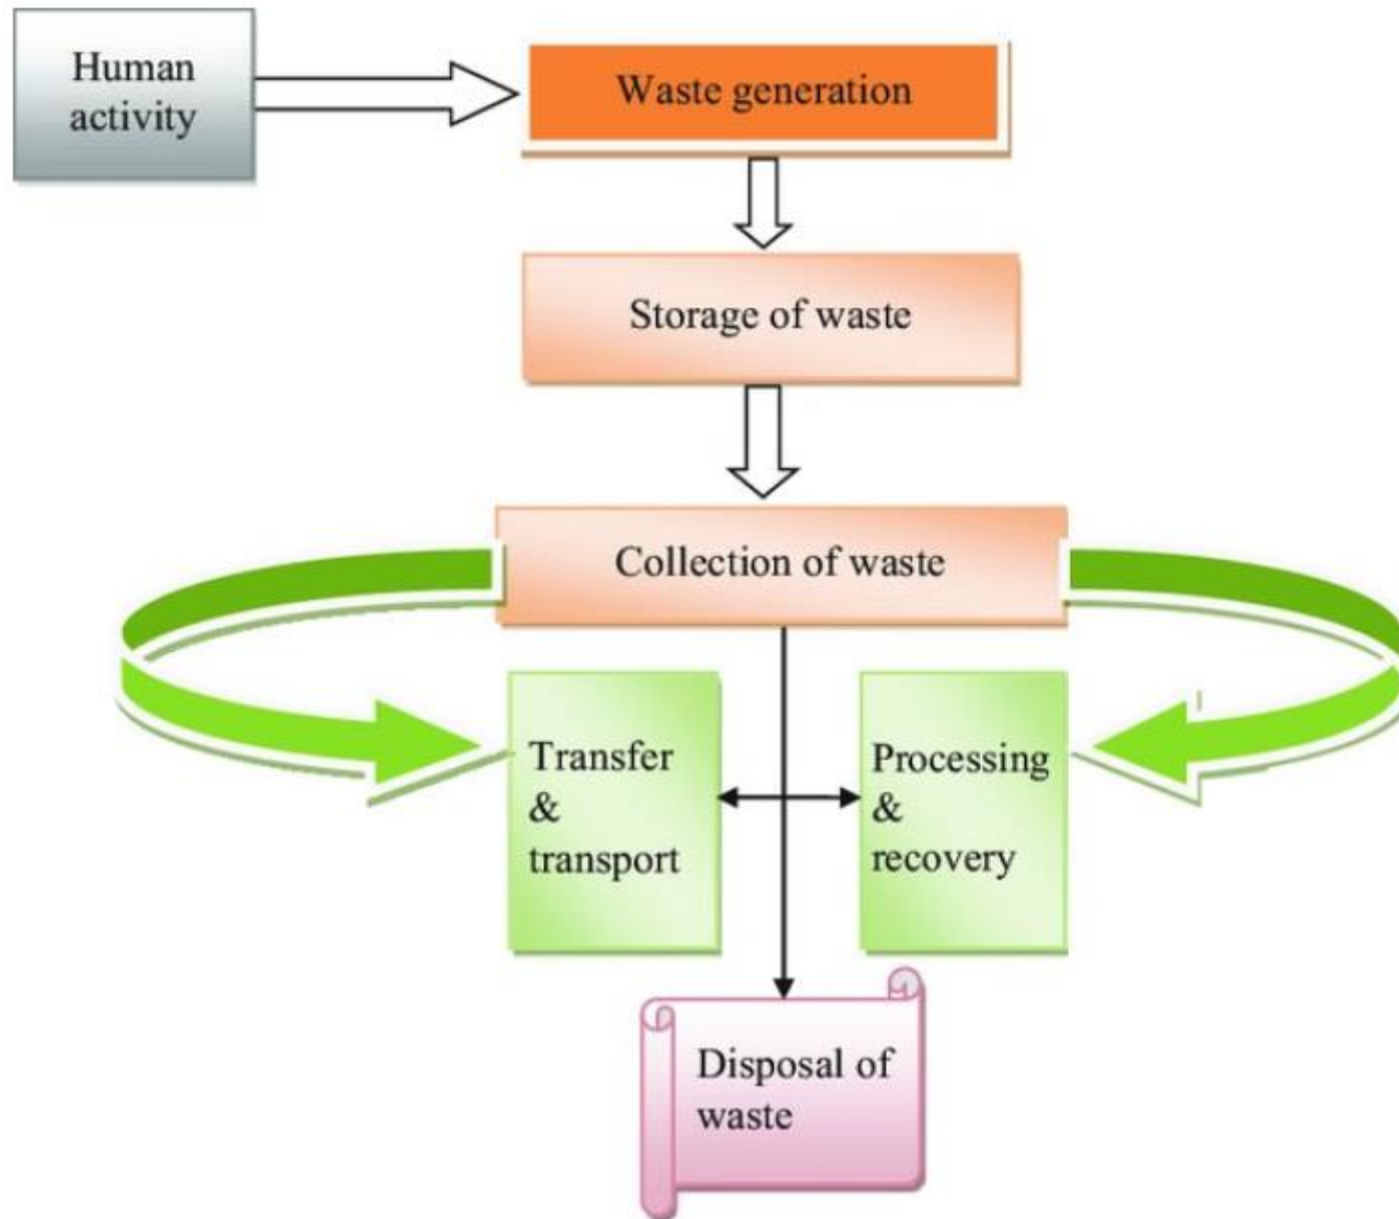 Human
activity
Waste generation
Storage of waste
Collection of waste
Transfer
&
transport
Processing
&
recovery
Disposal of
waste